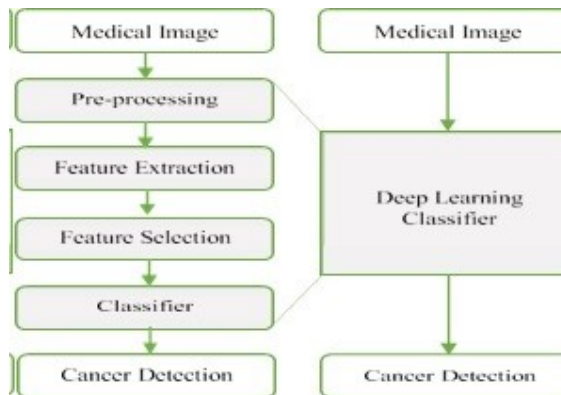 Medical Image
Pre-processing
Feature Extraction
Feature Selection
Classifier
Cancer Detection
Medical Image
Deep Learning
Classifier
Cancer Detection